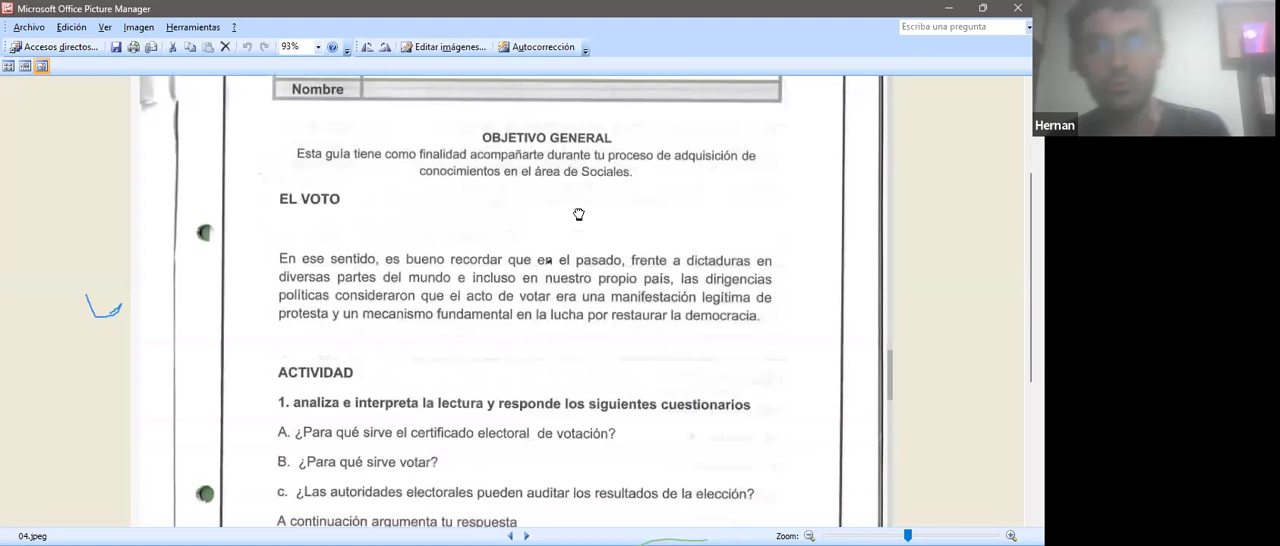 Microsoft Office Picture Manager
Archivo Edición Ver Imagen Herramientas ?
Escriba una pregunta
Accesos directos... 93% Editar imágenes... Autocorrección
Nombre
OBJETIVO GENERAL
Esta guía tiene como finalidad acompañarte durante tu proceso de adquisición de
conocimientos en el área de Sociales.
EL VOTO
En ese sentido, es bueno recordar que en el pasado, frente a dictaduras en
diversas partes del mundo e incluso en nuestro propio país, las dirigencias
políticas consideraron que el acto de votar era una manifestación legítima de
protesta y un mecanismo fundamental en la lucha por restaurar la democracia.
ACTIVIDAD
1. analiza e interpreta la lectura y responde los siguientes cuestionarios
A. ¿Para qué sirve el certificado electoral de votación?
B. ¿Para qué sirve votar?
c. ¿Las autoridades electorales pueden auditar los resultados de la elección?
A continuación argumenta tu respuesta
04.jpeg
Zoom:
Hernan